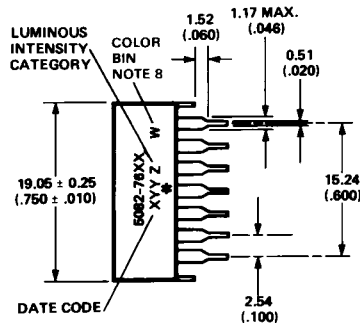 LUMINOUS
INTENSITY
CATEGORY
COLOR
BIN
NOTE 8
1.52
(.060)
1.17 MAX.
(.046)
0.51
(.020)
W
5082-76XX
XYY Z
*
19.05 ± 0.25
(.750 ± .010)
15.24
(.600)
2.54
(.100)
DATE CODE